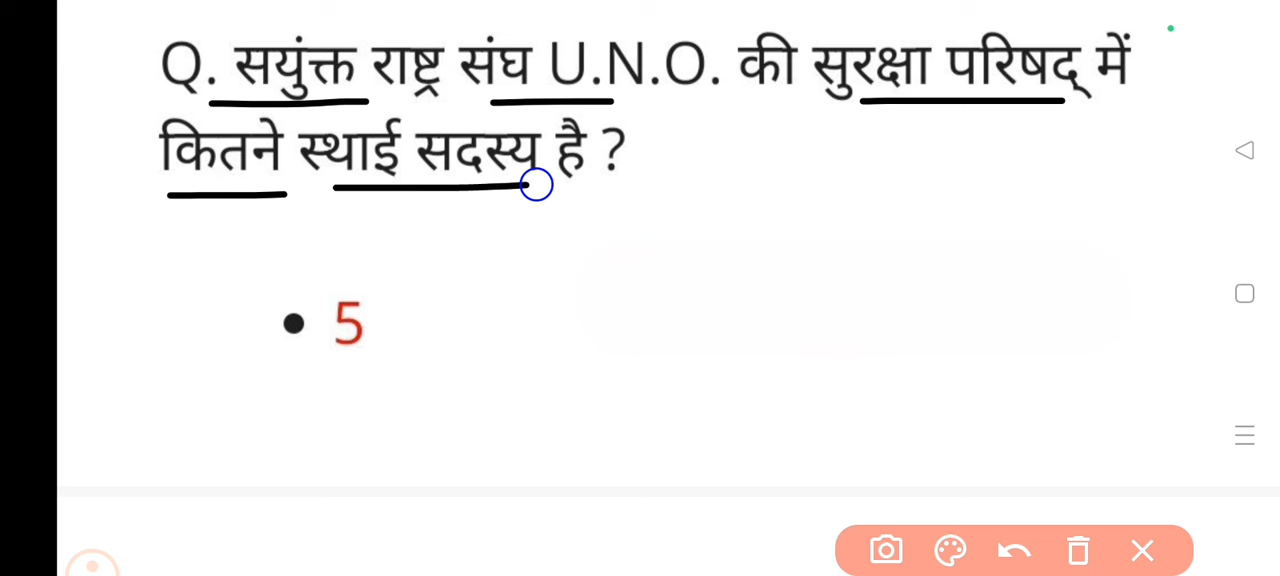 Q. सयुंक्त राष्ट्र संघ U.N.O. की सुरक्षा परिषद् में
कितने स्थाई सदस्य है ?
• 5